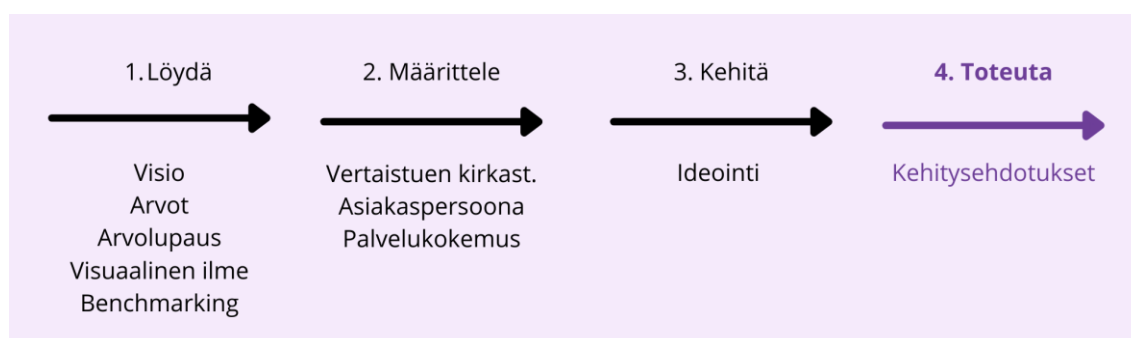 1. Löydä
Visio
Arvot
Arvolupaus
Visuaalinen ilme
Benchmarking
2. Määrittele
Vertaistuen kirkast.
Asiakaspersoona
Palvelukokemus
3. Kehitä
Ideointi
4. Toteuta
Kehitysehdotukset